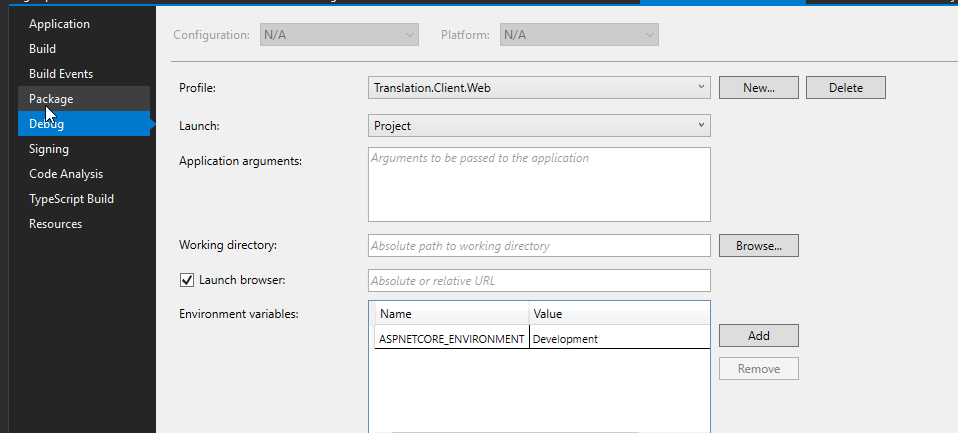 Application
Build
Build Events
Package
Debug
Signing
Code Analysis
TypeScript Build
Resources
Configuration: N/A Platform: N/A
Profile: Translation.Client.Web New... Delete
Launch: Project
Application arguments: Arguments to be passed to the application
Working directory: Absolute path to working directory Browse...
Launch browser: Absolute or relative URL
Environment variables:
Name Value
ASPNETCORE_ENVIRONMENT Development
Add
Remove